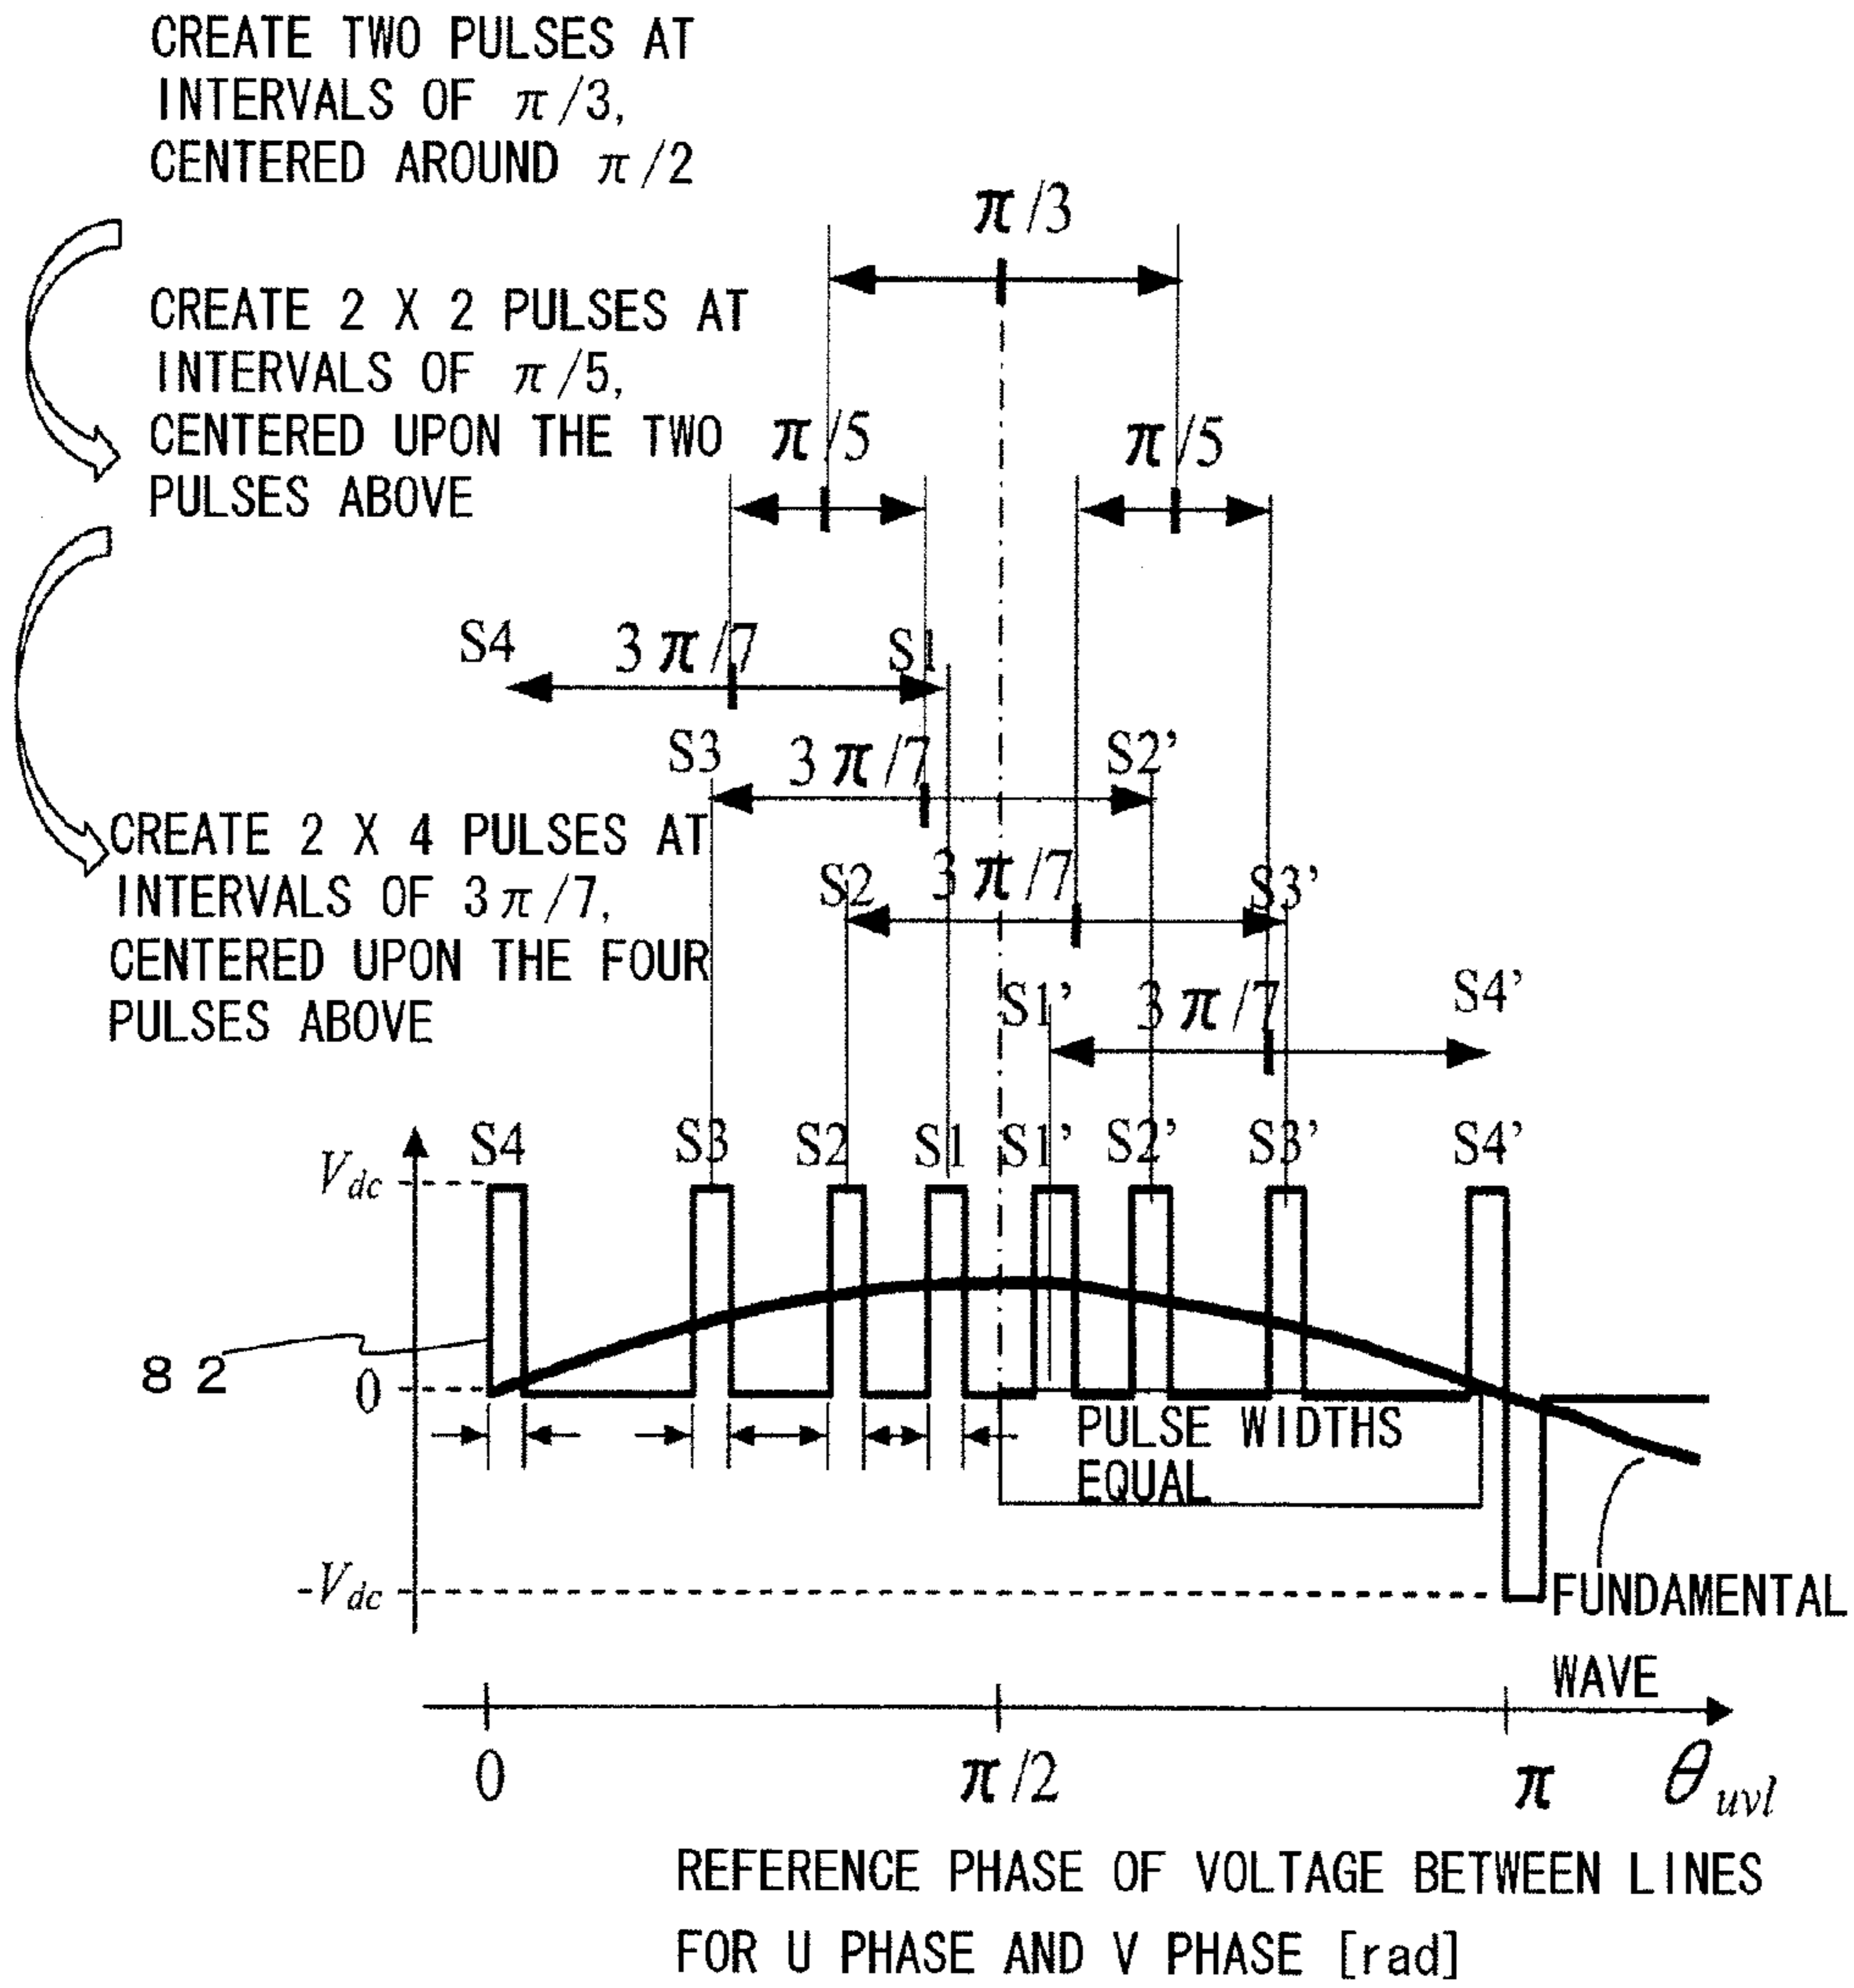 CREATE TWO PULSES AT
INTERVALS OF π/3,
CENTERED AROUND π/2
π/3
CREATE 2 X 2 PULSES AT
INTERVALS OF π/5,
CENTERED UPON THE TWO
PULSES ABOVE
π/5
π/5
S4
3π/7
S1
S3
3π/7
S2'
CREATE 2 X 4 PULSES AT
INTERVALS OF 3π/7,
CENTERED UPON THE FOUR
PULSES ABOVE
S2
3π/7
S3'
S1'
3π/7
S4'
S4 S3 S2 S1 S1' S2' S3' S4'
Vdc
82
0
PULSE WIDTHS
EQUAL
-Vdc
FUNDAMENTAL
WAVE
0 π/2 π θuvl
REFERENCE PHASE OF VOLTAGE BETWEEN LINES
FOR U PHASE AND V PHASE [rad]